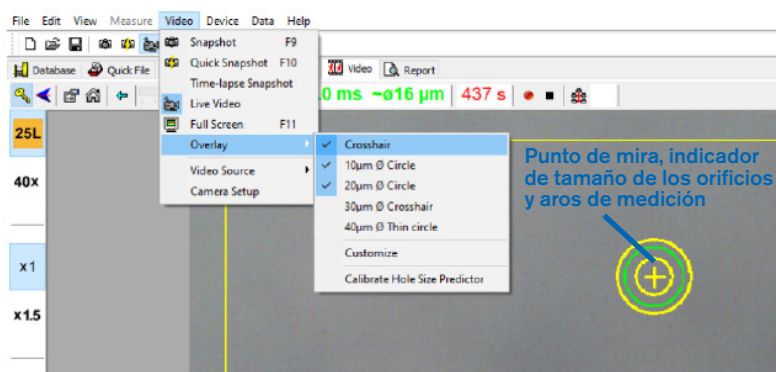 File Edit View Measure Video Device Data Help
Snapshot F9
Quick Snapshot F10
Time-lapse Snapshot
Live Video
Full Screen F11
Overlay
Video Source
Camera Setup
Database Quick File
Video Report
ms ~ø16 µm 437 s
25L
40x
x1
x1.5
Crosshair
10µm Ø Circle
20µm Ø Circle
30µm Ø Crosshair
40µm Ø Thin circle
Customize
Calibrate Hole Size Predictor
Punto de mira, indicador
de tamaño de los orificios
y aros de medición